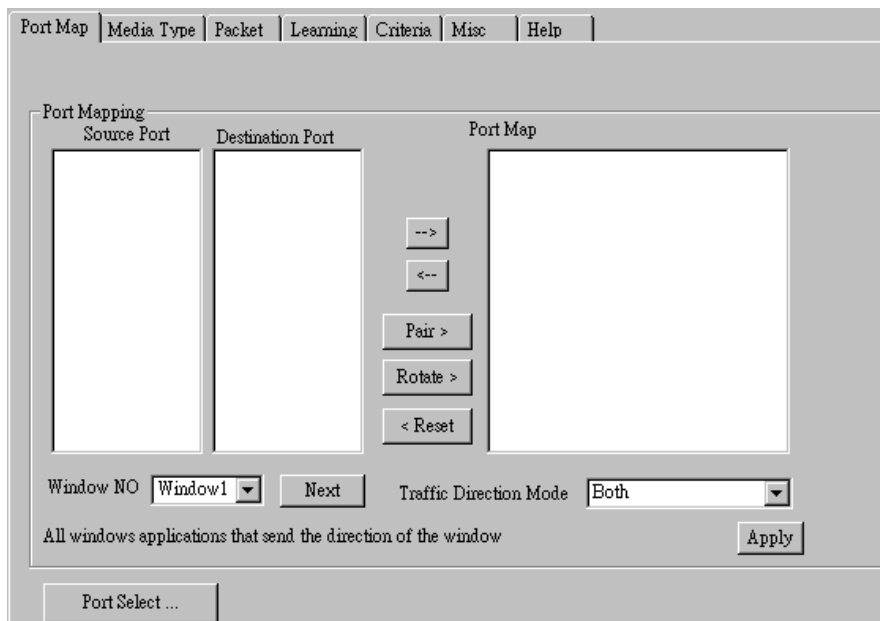 Port Map Media Type Packet Learning Criteria Misc Help
Port Mapping
Source Port Destination Port Port Map
-->
<--
Pair >
Rotate >
< Reset
Window NO Window1 Next Traffic Direction Mode Both
All windows applications that send the direction of the window Apply
Port Select ...